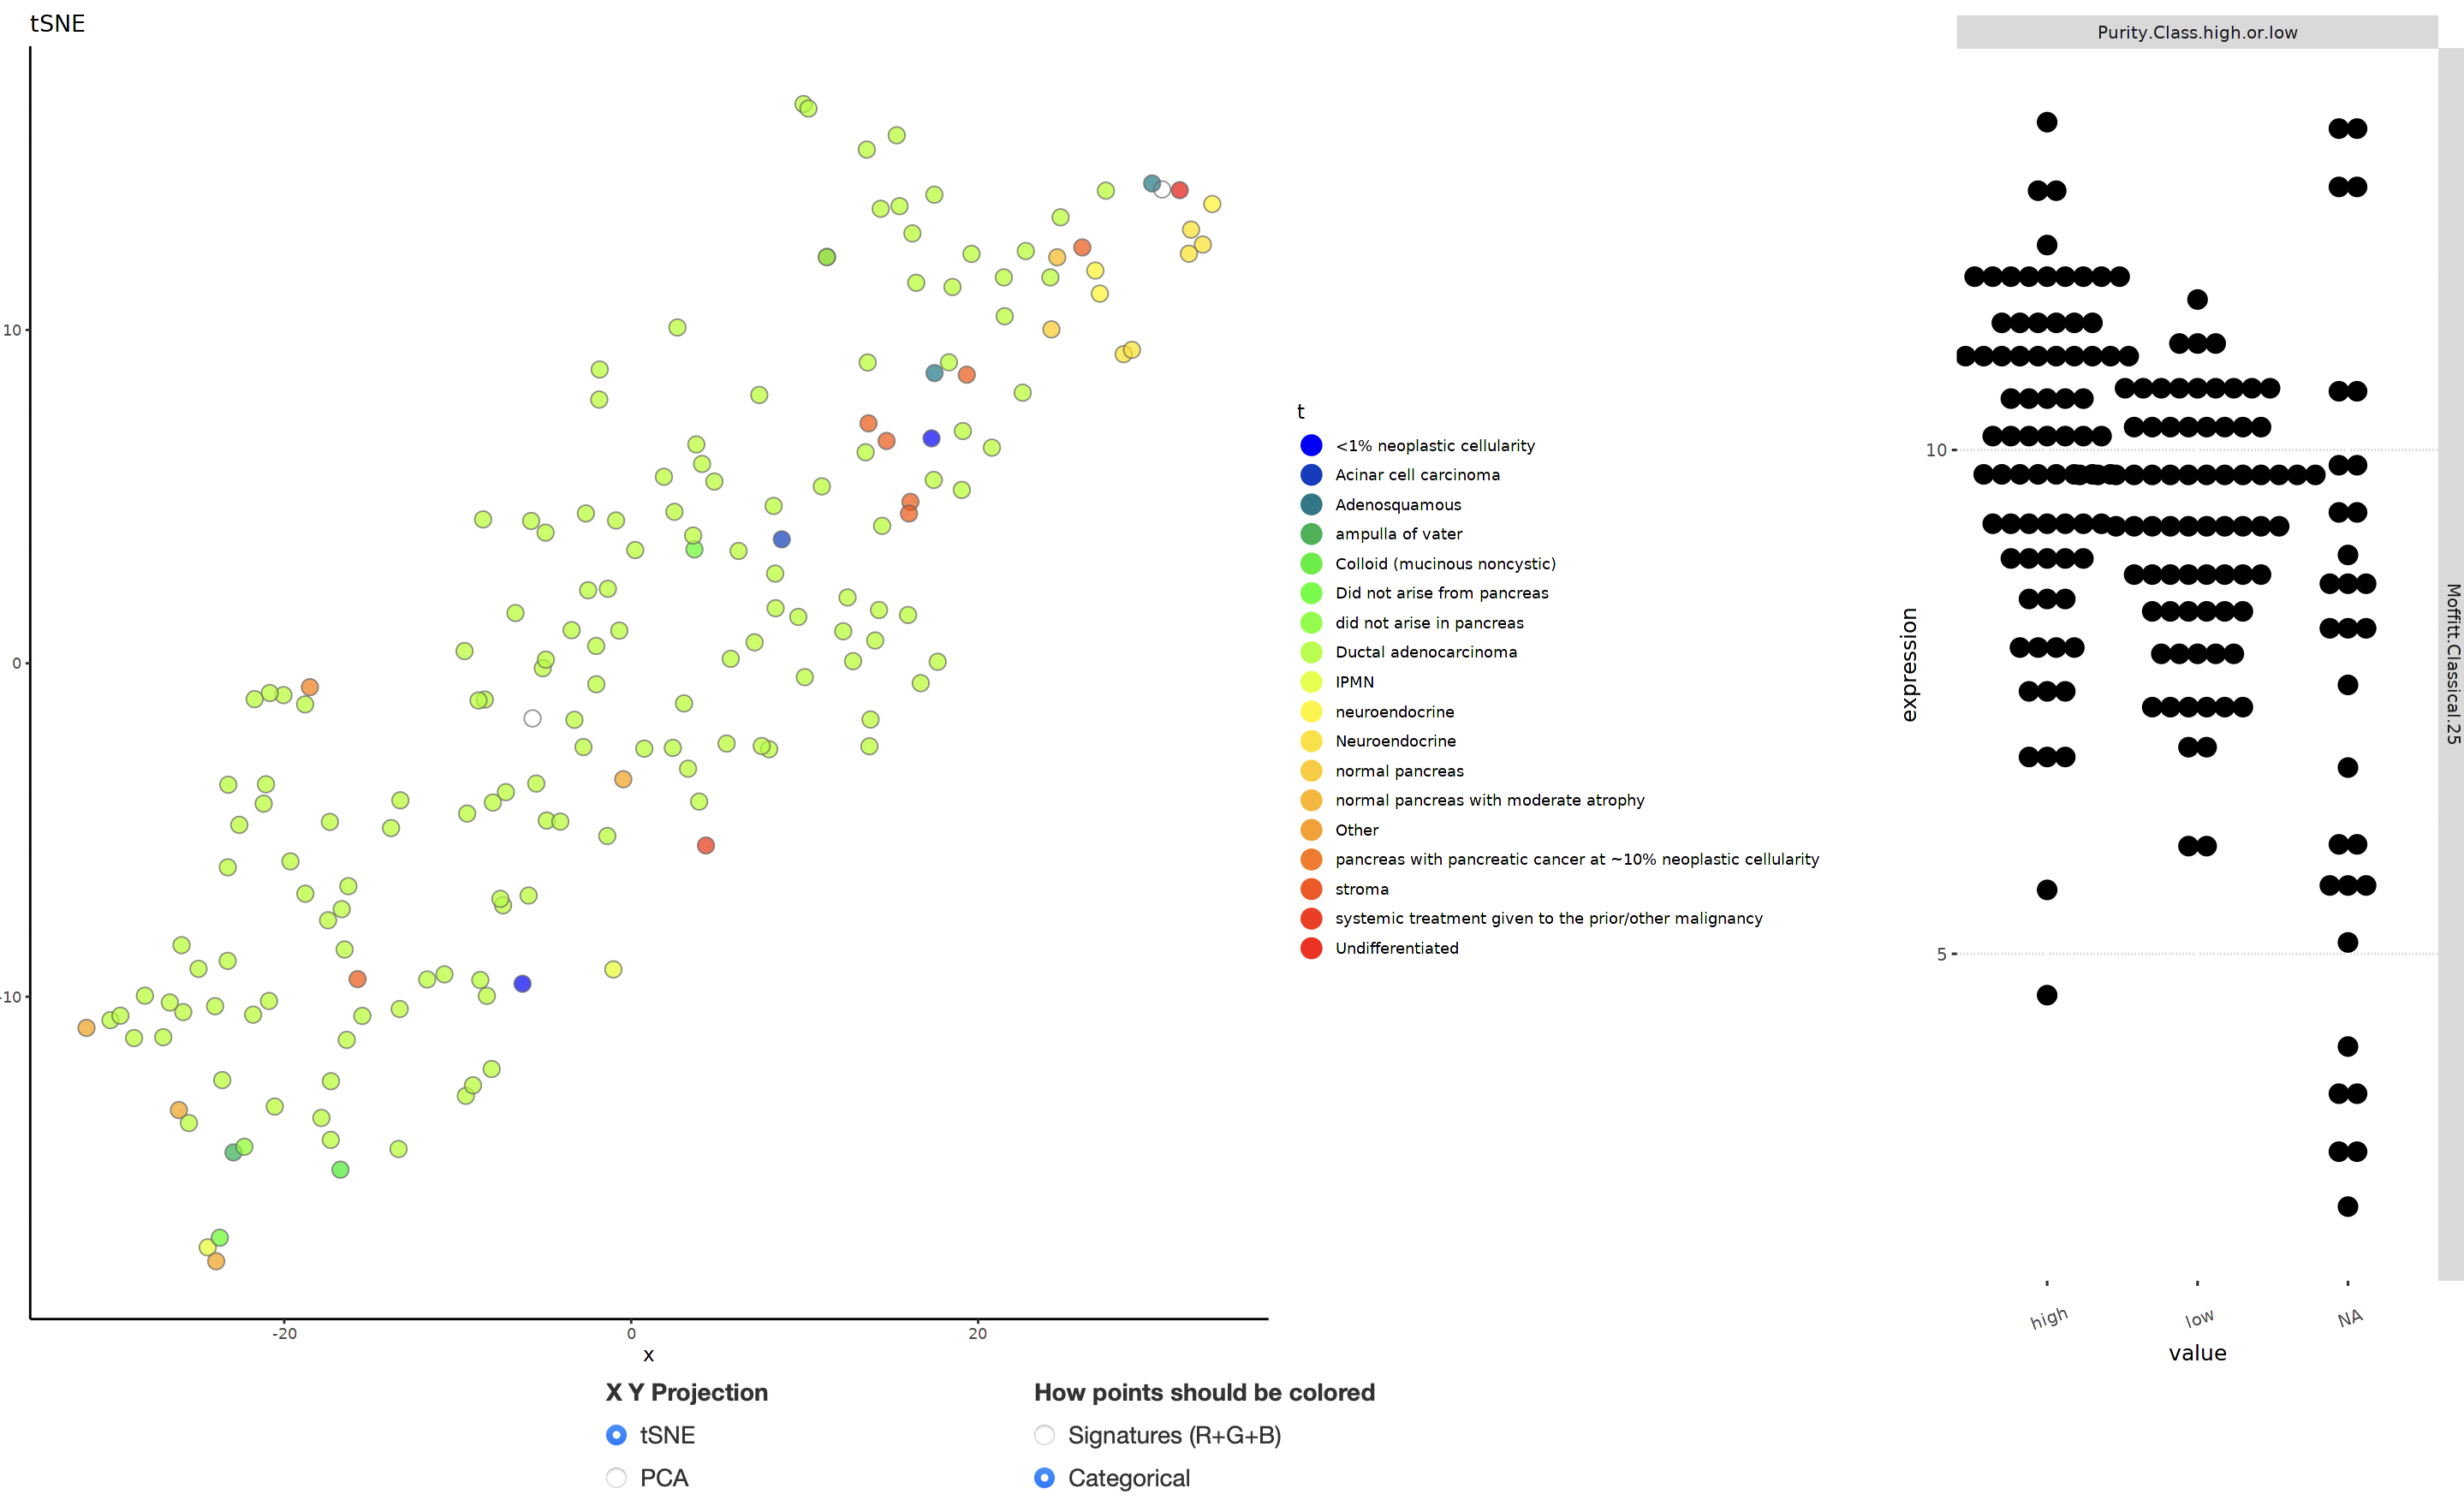 tSNE
10
0
-10
-20
0
20
x
t
<1% neoplastic cellularity
Acinar cell carcinoma
Adenosquamous
ampulla of vater
Colloid (mucinous noncystic)
Did not arise from pancreas
did not arise in pancreas
Ductal adenocarcinoma
IPMN
neuroendocrine
Neuroendocrine
normal pancreas
normal pancreas with moderate atrophy
Other
pancreas with pancreatic cancer at ~10% neoplastic cellularity
stroma
systemic treatment given to the prior/other malignancy
Undifferentiated
Purity.Class.high.or.low
expression
10
5
high
low
NA
value
Moffitt.Classical.25
X Y Projection
tSNE
PCA
How points should be colored
Signatures (R+G+B)
Categorical